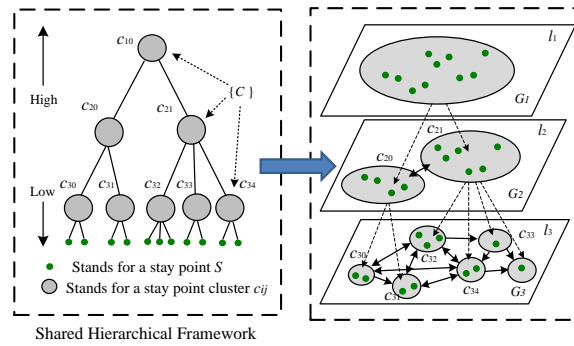 High
Low
c10
{C}
c20
c21
c30
c31
c32
c33
c34
Stands for a stay point S
Stands for a stay point cluster cij
Shared Hierarchical Framework
l1
G1
l2
c21
c20
G2
l3
c30
c31
c32
c33
c34
G3